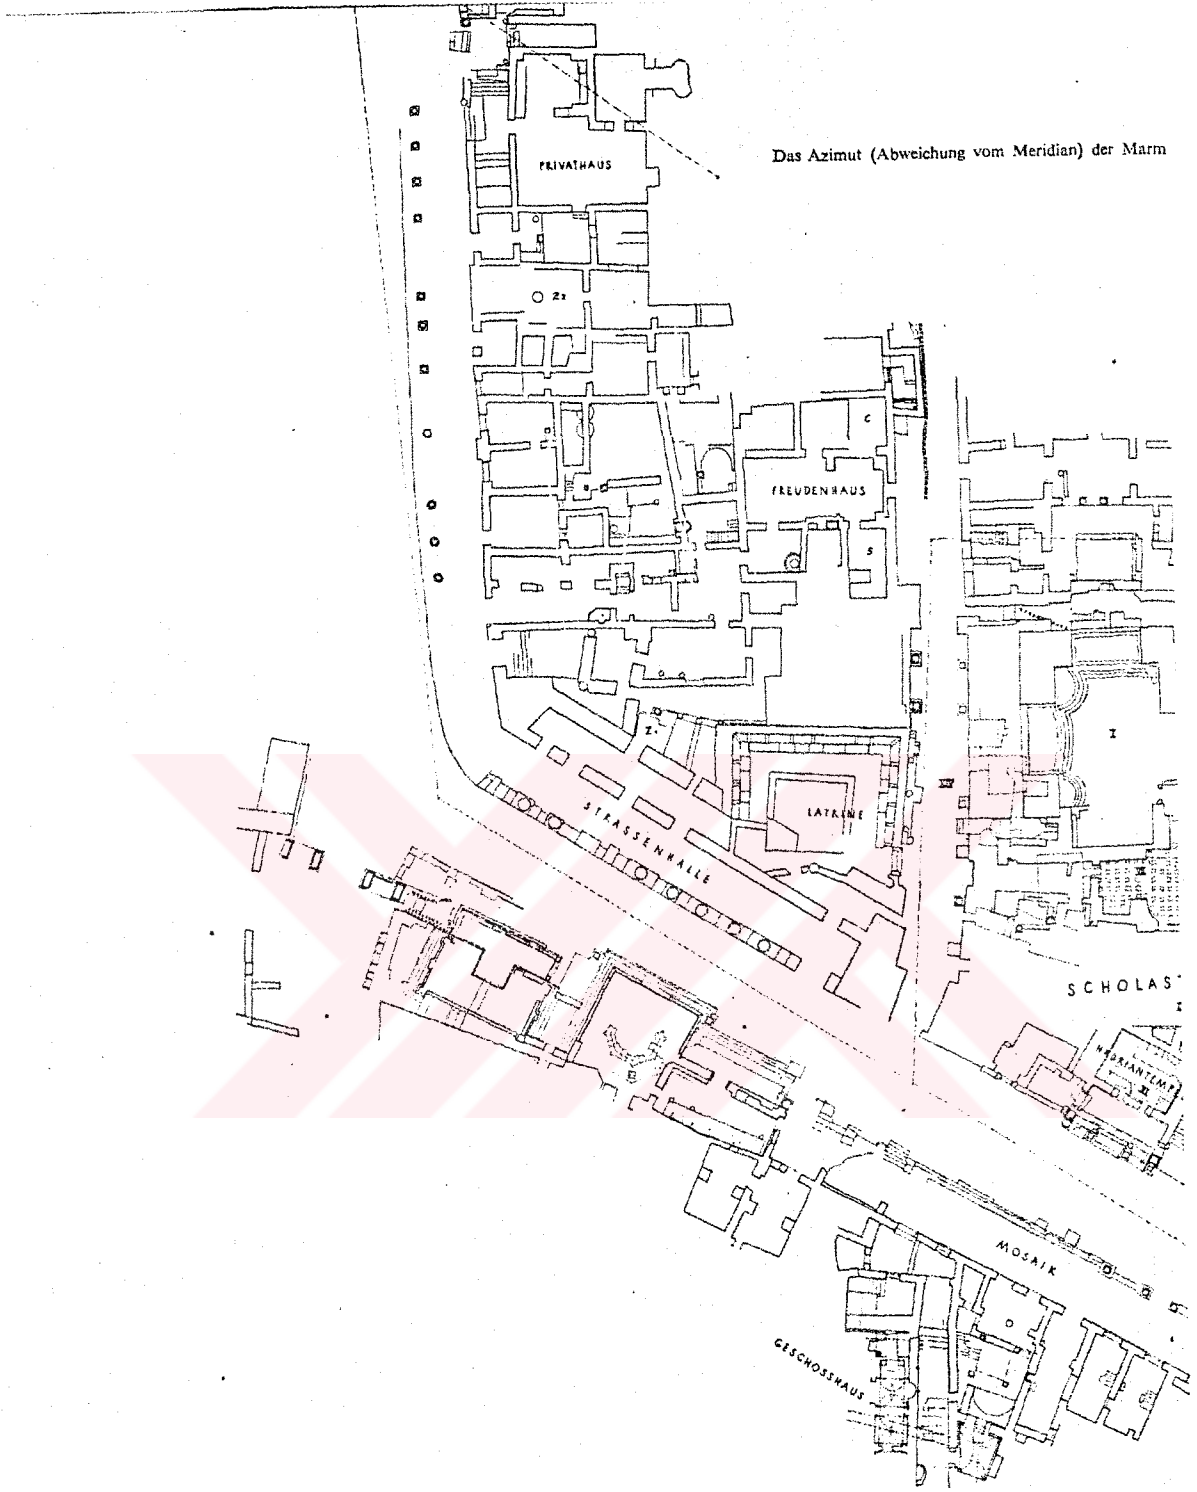 Das Azimut (Abweichung vom Meridian) der Marm
PRIVATHAUS
C
FREUDENHAUS
S
I
STRASSENHALLE
LATRINE
SCHOLAS
HADRIANTEMP
MOSAIK
GESCHOSSHAUS